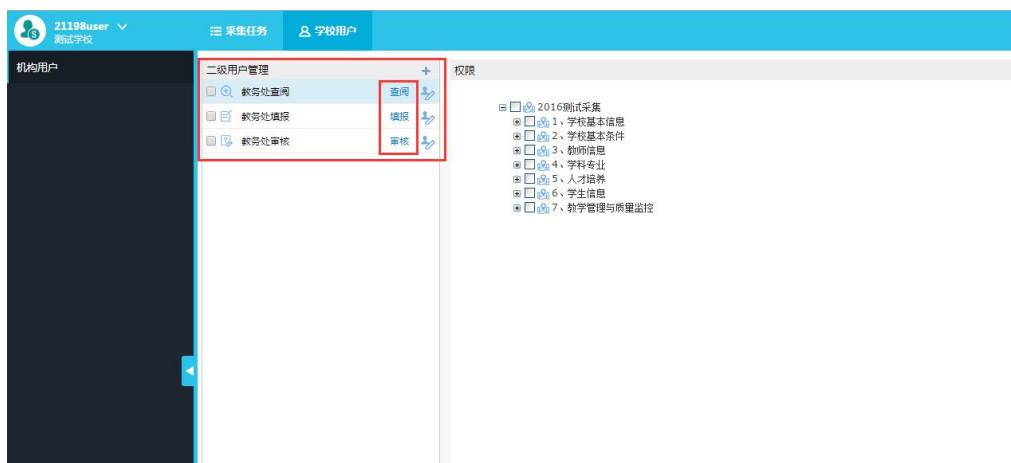 21198user
测试学校
采集任务
学校用户
机构用户
二级用户管理
教务处查阅 查阅
教务处填报 填报
教务处审核 审核
权限
2016测试采集
1、学校基本信息
2、学校基本条件
3、教师信息
4、学科专业
5、人才培养
6、学生信息
7、教学管理与质量监控